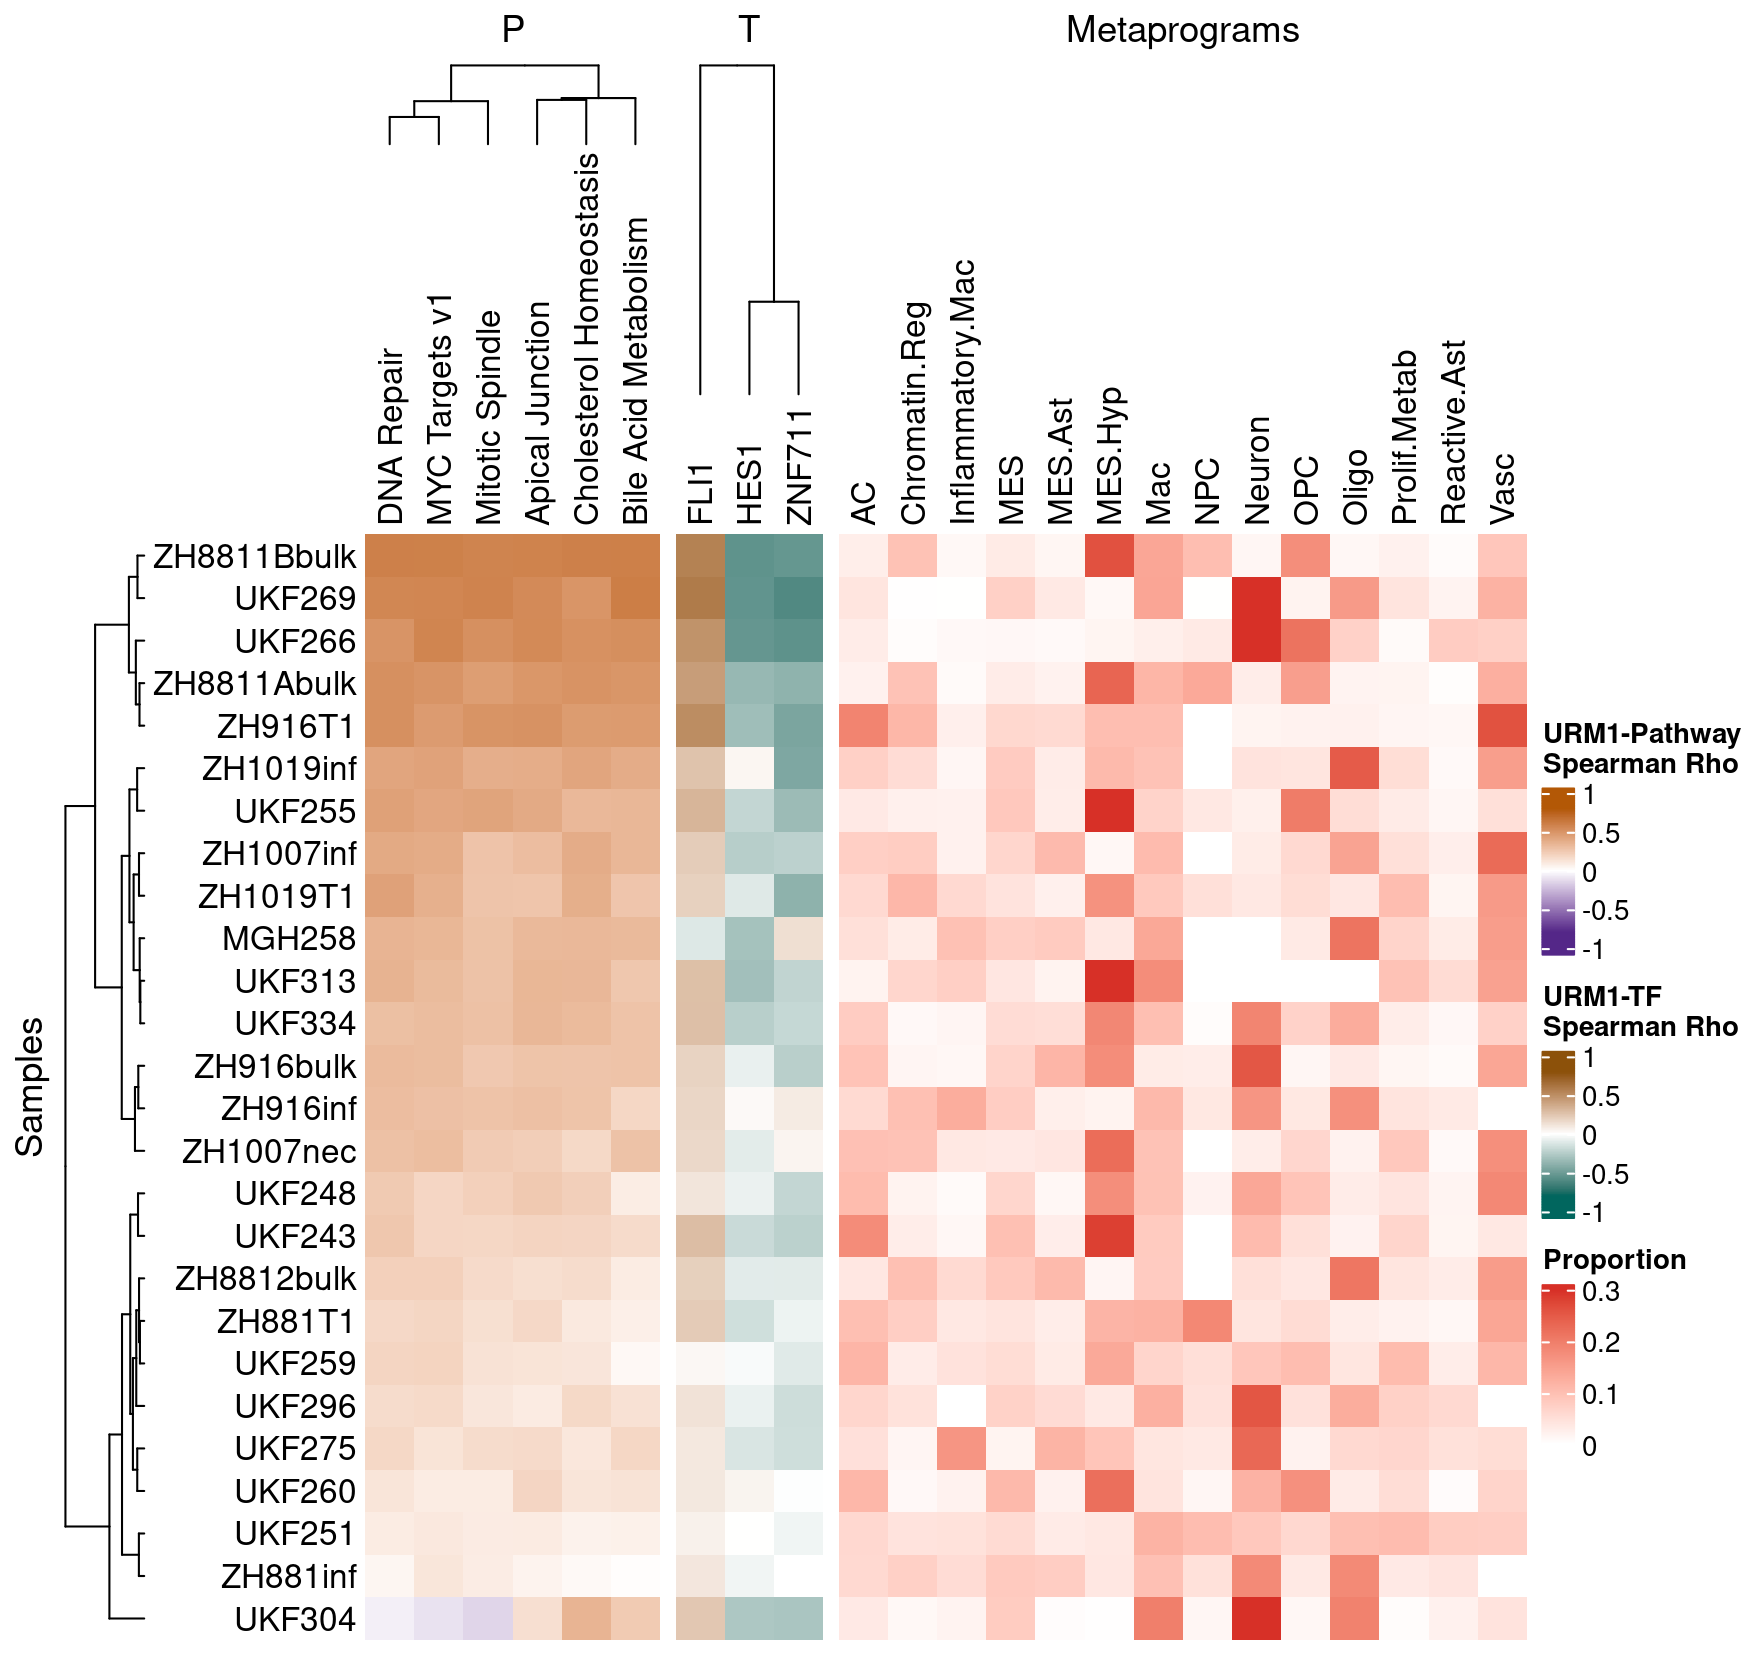 P
T
Metaprograms
DNA Repair
MYC Targets v1
Mitotic Spindle
Apical Junction
Cholesterol Homeostasis
Bile Acid Metabolism
FLI1
HES1
ZNF711
AC
Chromatin.Reg
Inflammatory.Mac
MES
MES.Ast
MES.Hyp
Mac
NPC
Neuron
OPC
Oligo
Prolif.Metab
Reactive.Ast
Vasc
Samples
ZH8811Bbulk
UKF269
UKF266
ZH8811Abulk
ZH916T1
ZH1019inf
UKF255
ZH1007inf
ZH1019T1
MGH258
UKF313
UKF334
ZH916bulk
ZH916inf
ZH1007nec
UKF248
UKF243
ZH8812bulk
ZH881T1
UKF259
UKF296
UKF275
UKF260
UKF251
ZH881inf
UKF304
URM1-Pathway
Spearman Rho
1
0.5
0
-0.5
-1
URM1-TF
Spearman Rho
1
0.5
0
-0.5
-1
Proportion
0.3
0.2
0.1
0